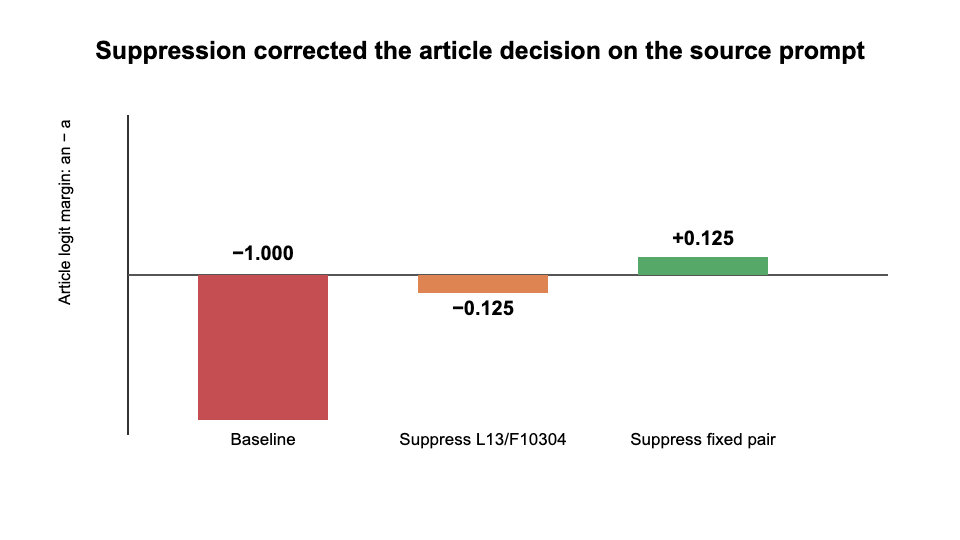 Suppression corrected the article decision on the source prompt
Article logit margin: an − a
−1.000
−0.125
+0.125
Baseline
Suppress L13/F10304
Suppress fixed pair